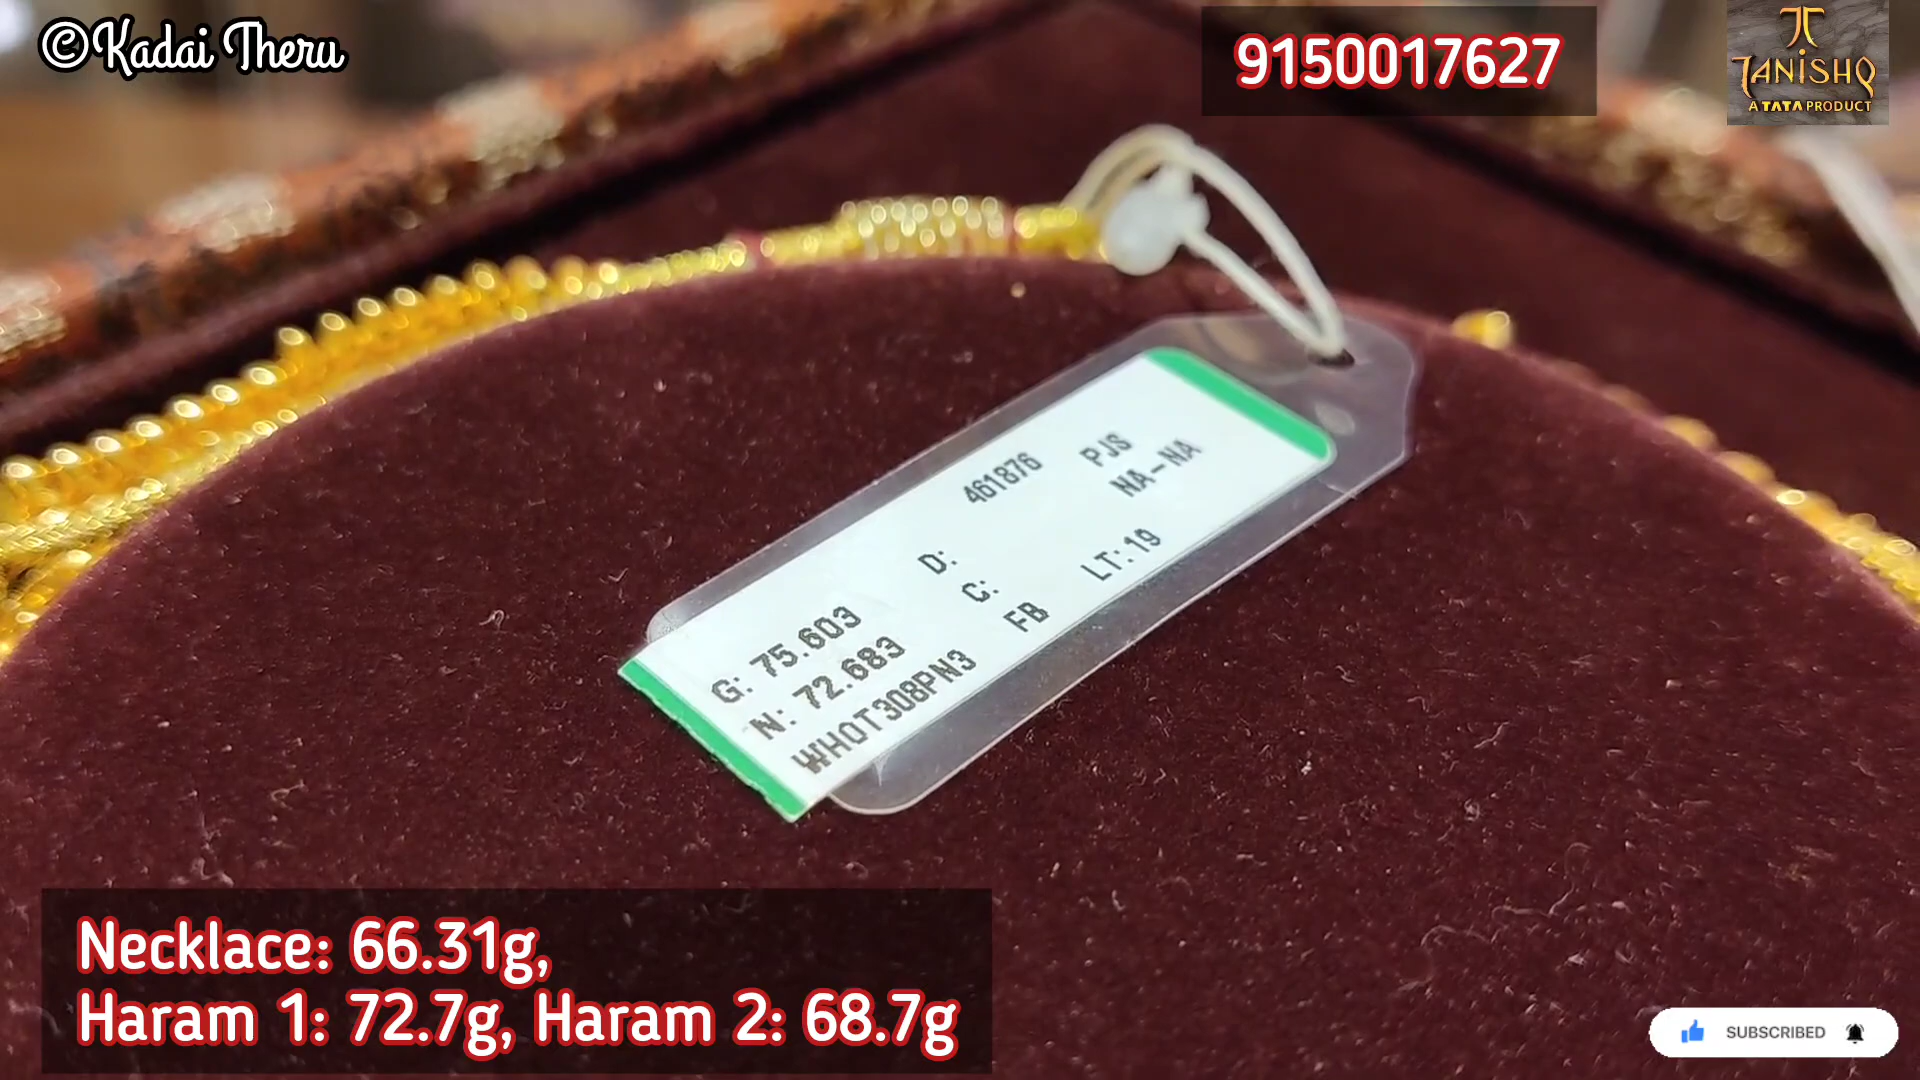 ©Kadai Theru
9150017627
TANISHQ
A TATA PRODUCT
461876
PJS
NA-NA
D:
C:
LT:19
FB
G: 75.603
N: 72.683
WHOT308PN3
Necklace: 66.31g,
Haram 1: 72.7g, Haram 2: 68.7g
SUBSCRIBED